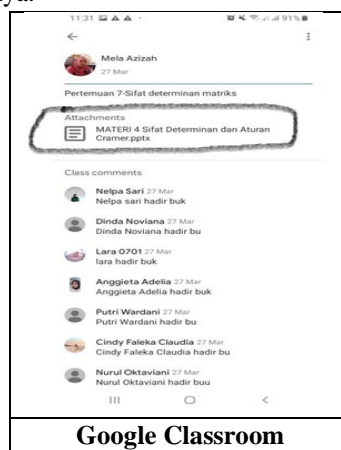 11:31
91%
Mela Azizah
27 Mar
Pertemuan 7-Sifat determinan matriks
Attachments
MATERI 4 Sifat Determinan dan Aturan
Cramer.pptx
Class comments
Nelpa Sari 27 Mar
Nelpa sari hadir buk
Dinda Noviana 27 Mar
Dinda Noviana hadir bu
Lara 0701 27 Mar
lara hadir buk
Anggieta Adelia 27 Mar
Anggieta Adelia hadir buk
Putri Wardani 27 Mar
Putri Wardani hadir bu
Cindy Faleka Claudia 27 Mar
Cindy Faleka Claudia hadir bu
Nurul Oktaviani 27 Mar
Nurul Oktaviani hadir buu
Google Classroom